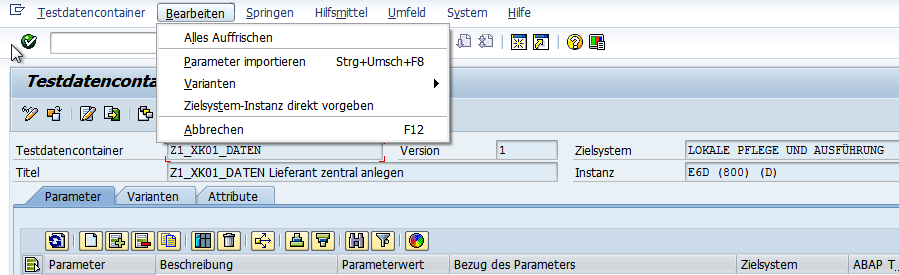 Testdatencontainer Bearbeiten Springen Hilfsmittel Umfeld System Hilfe
Alles Auffrischen
Parameter importieren Strg+Umsch+F8
Varianten
Zielsystem-Instanz direkt vorgeben
Abbrechen F12
Testdatenconta
Testdatencontainer Z1_XK01_DATEN Version 1 Zielsystem LOKALE PFLEGE UND AUSFÜHRUNG
Titel Z1_XK01_DATEN Lieferant zentral anlegen Instanz E6D (800) (D)
Parameter Varianten Attribute
Parameter Beschreibung Parameterwert Bezug des Parameters Zielsystem ABAP T_